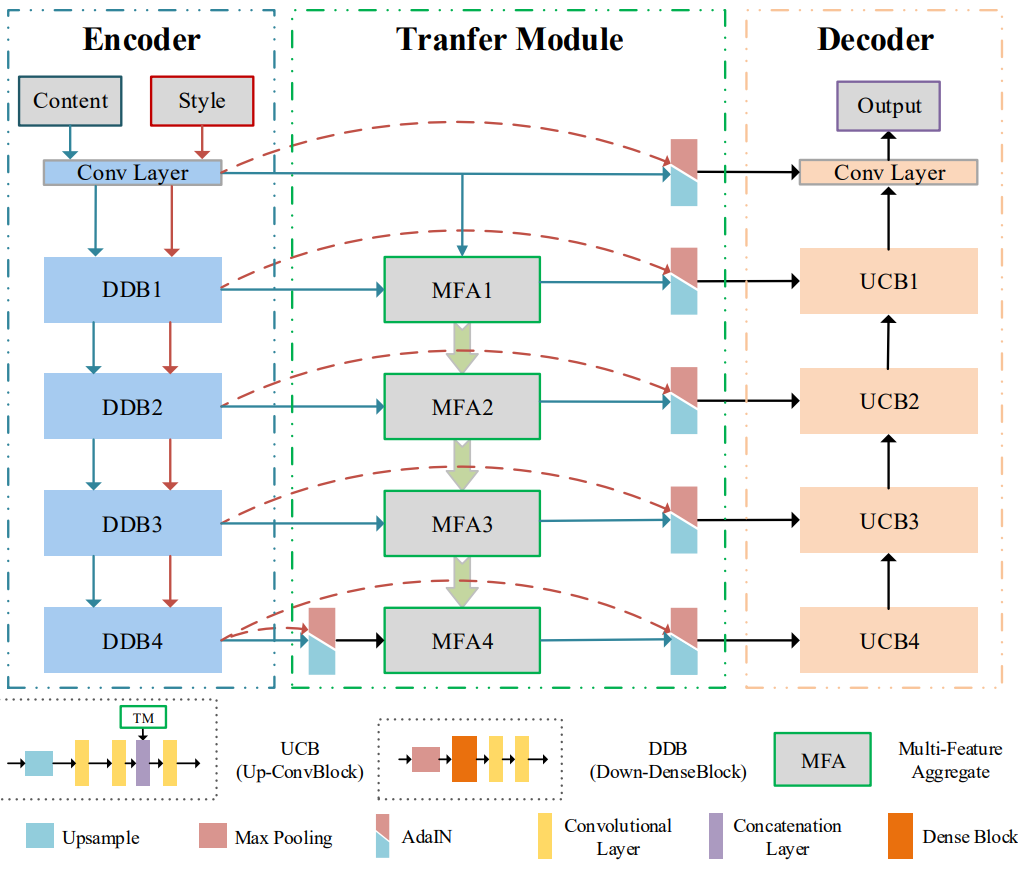 Encoder
Tranfer Module
Decoder
Content
Style
Output
Conv Layer
Conv Layer
DDB1
MFA1
UCB1
DDB2
MFA2
UCB2
DDB3
MFA3
UCB3
DDB4
MFA4
UCB4
TM
UCB
(Up-ConvBlock)
DDB
(Down-DenseBlock)
MFA
Multi-Feature
Aggregate
Upsample
Max Pooling
AdaIN
Convolutional
Layer
Concatenation
Layer
Dense Block